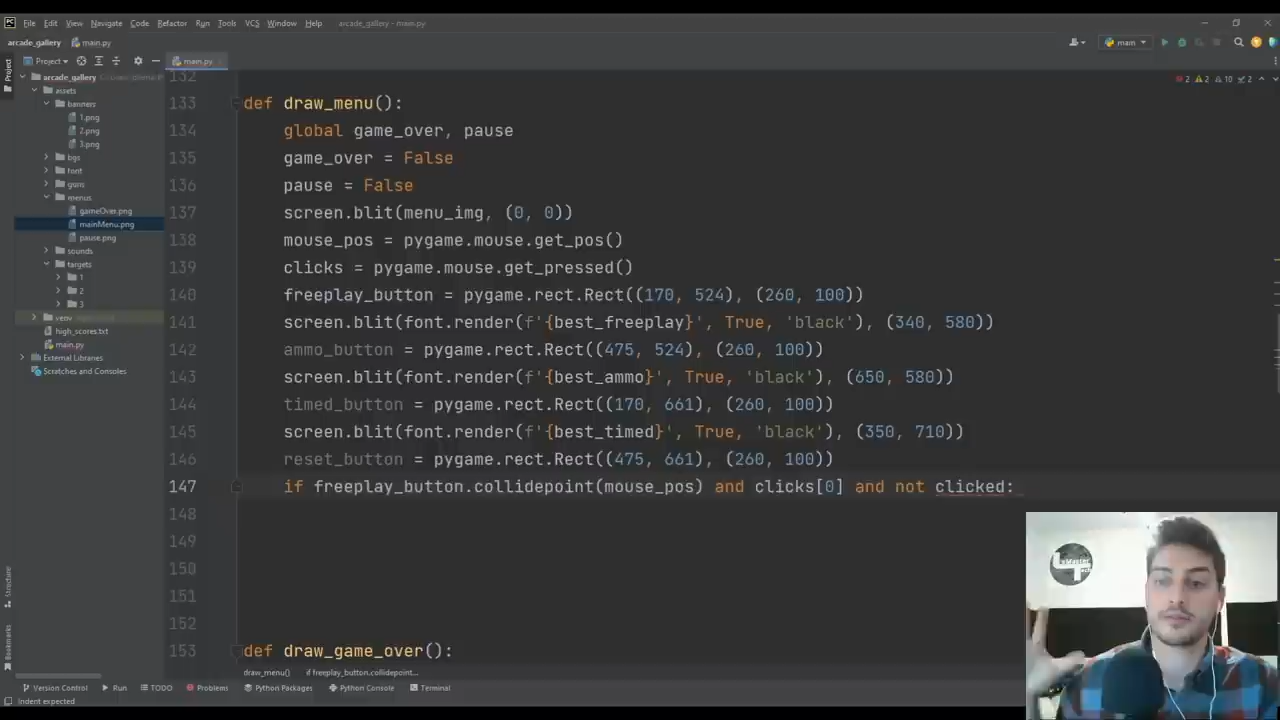 File Edit View Navigate Code Refactor Run Tools VCS Window Help arcade_gallery - main.py
arcade_gallery main.py main
Project main.py
Project
arcade_gallery
assets
banners
1.png
2.png
3.png
bgs
font
guns
menus
gameOver.png
mainMenu.png
pause.png
sounds
targets
1
2
3
venv
high_scores.txt
main.py
External Libraries
Scratches and Consoles
2 2 10 2
132
133 def draw_menu():
134 global game_over, pause
135 game_over = False
136 pause = False
137 screen.blit(menu_img, (0, 0))
138 mouse_pos = pygame.mouse.get_pos()
139 clicks = pygame.mouse.get_pressed()
140 freeplay_button = pygame.rect.Rect((170, 524), (260, 100))
141 screen.blit(font.render(f'{best_freeplay}', True, 'black'), (340, 580))
142 ammo_button = pygame.rect.Rect((475, 524), (260, 100))
143 screen.blit(font.render(f'{best_ammo}', True, 'black'), (650, 580))
144 timed_button = pygame.rect.Rect((170, 661), (260, 100))
145 screen.blit(font.render(f'{best_timed}', True, 'black'), (350, 710))
146 reset_button = pygame.rect.Rect((475, 661), (260, 100))
147 if freeplay_button.collidepoint(mouse_pos) and clicks[0] and not clicked:
148
149
150
151
152
153 def draw_game_over():
draw_menu() if freeplay_button.collidepoint...
Structure
Bookmarks
Version Control Run TODO Problems Python Packages Python Console Terminal
Indent expected